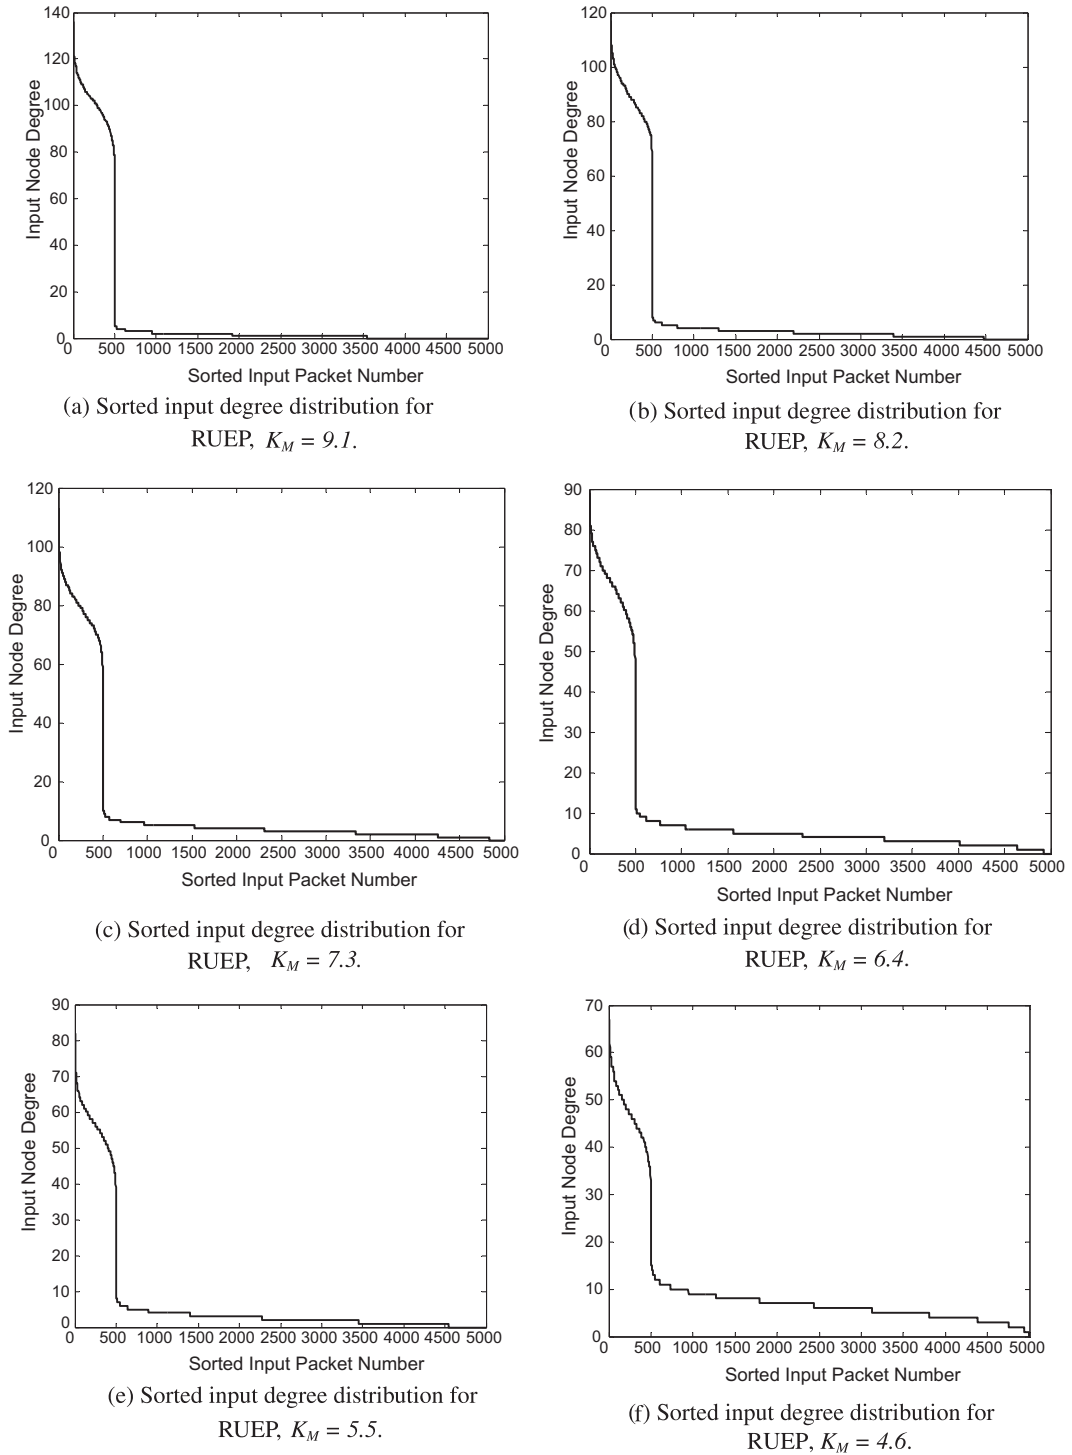 140
120
100
80
60
40
20
0
Input Node Degree
0 500 1000 1500 2000 2500 3000 3500 4000 4500 5000
Sorted Input Packet Number
(a) Sorted input degree distribution for
RUEP, K_M = 9.1.
120
100
80
60
40
20
0
Input Node Degree
0 500 1000 1500 2000 2500 3000 3500 4000 4500 5000
Sorted Input Packet Number
(b) Sorted input degree distribution for
RUEP, K_M = 8.2.
120
100
80
60
40
20
0
Input Node Degree
500 1000 1500 2000 2500 3000 3500 4000 4500 5000
Sorted Input Packet Number
(c) Sorted input degree distribution for
RUEP, K_M = 7.3.
90
80
70
60
50
40
30
20
10
0
Input Node Degree
0 500 1000 1500 2000 2500 3000 3500 4000 4500 5000
Sorted Input Packet Number
(d) Sorted input degree distribution for
RUEP, K_M = 6.4.
90
80
70
60
50
40
30
20
10
0
Input Node Degree
0 500 1000 1500 2000 2500 3000 3500 4000 4500 5000
Sorted Input Packet Number
(e) Sorted input degree distribution for
RUEP, K_M = 5.5.
70
60
50
40
30
20
10
0
Input Node Degree
0 500 1000 1500 2000 2500 3000 3500 4000 4500 5000
Sorted Input Packet Number
(f) Sorted input degree distribution for
RUEP, K_M = 4.6.